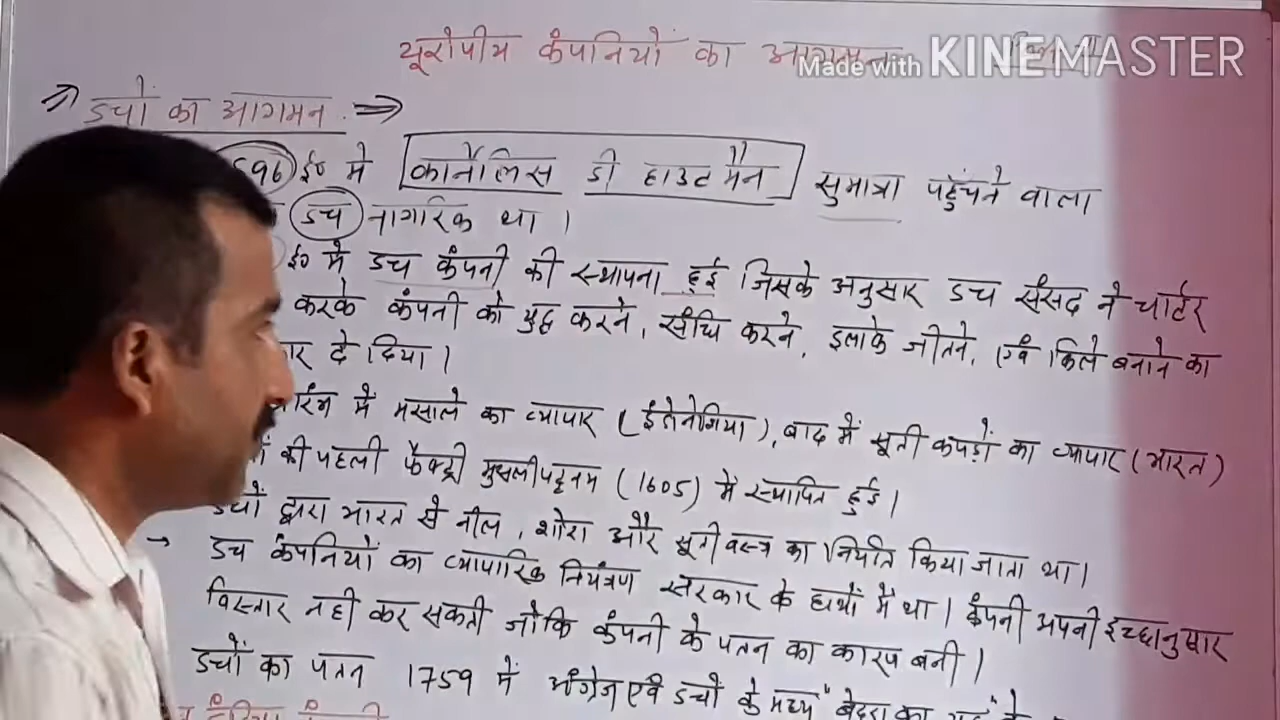 यूरोपीय कंपनियों का आगमन
Made with KINEMASTER
डचों का आगमन
596 ई० में कार्नेलिस डी हाउटमैन सुमात्रा पहुंचने वाला
डच नागरिक था ।
ई० में डच कंपनी की स्थापना हुई जिसके अनुसार डच संसद ने चार्टर
करके कंपनी को युद्ध करने, संधि करने, इलाके जीतने, एवं किले बनाने का
दे दिया ।
में मसाले का व्यापार (इंडोनेशिया), बाद में सूती कपड़ों का व्यापार (भारत)
की पहली फैक्ट्री मुसलीपट्टनम (1605) में स्थापित हुई ।
डचों द्वारा भारत से नील, शोरा और सूती वस्त्र का निर्यात किया जाता था ।
→ डच कंपनियों का व्यापारिक नियंत्रण सरकार के हाथों में था । कंपनी अपनी इच्छानुसार
विस्तार नही कर सकती जोकि कंपनी के पतन का कारण बनी ।
डचों का पतन 1759 में अंग्रेज एवं डचों के मध्य "बेदरा का